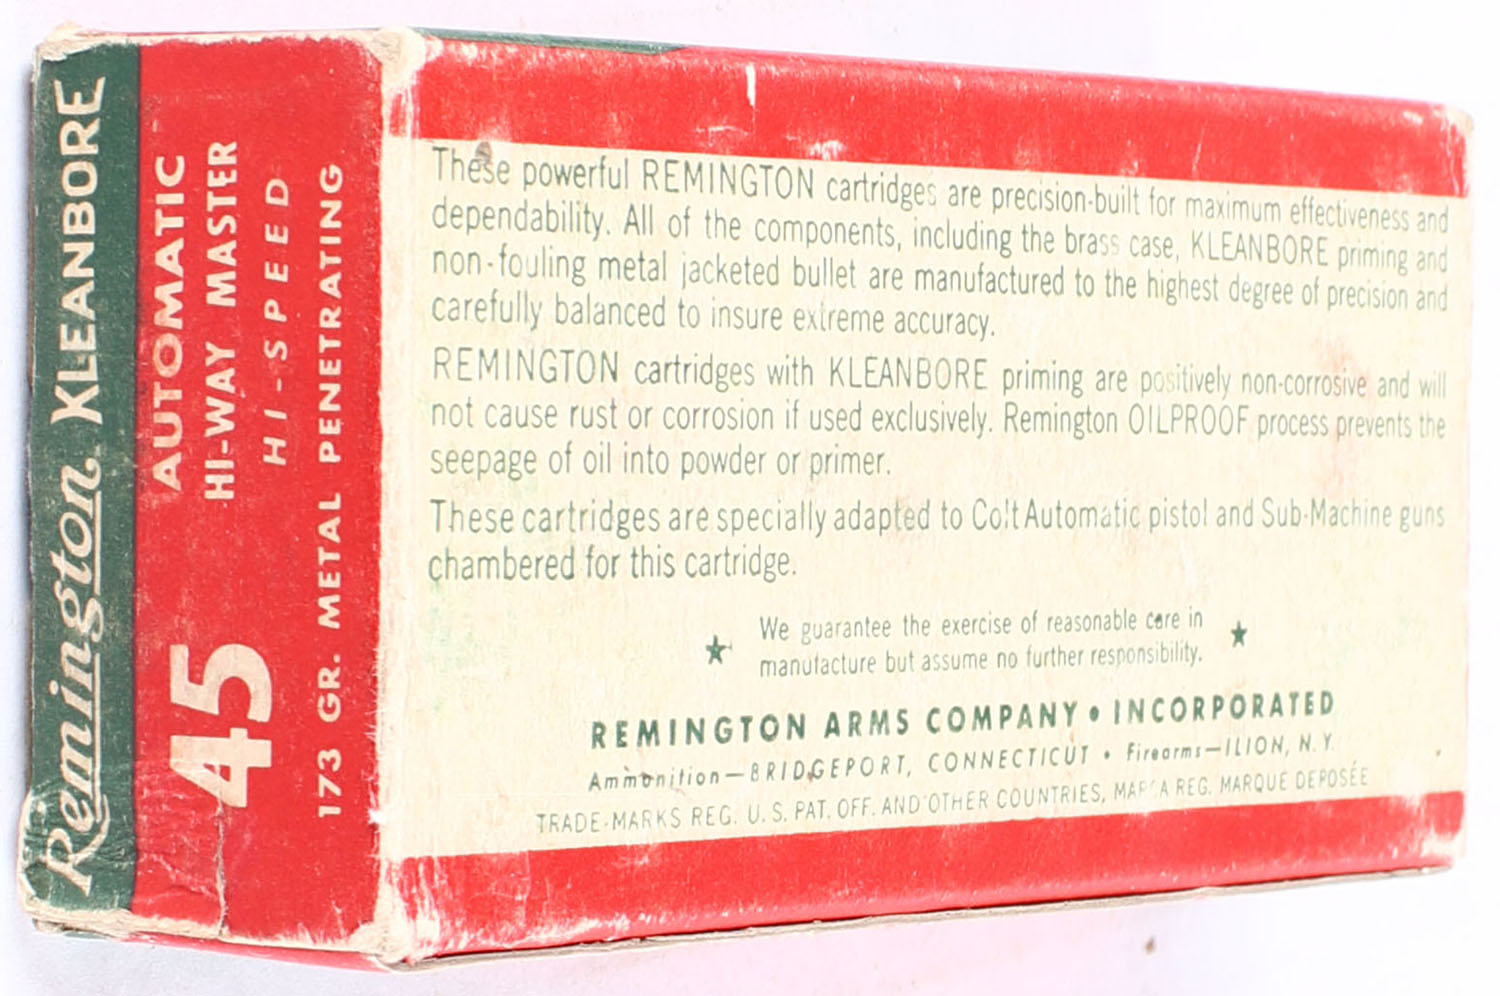 Remington KLEANBORE
45 AUTOMATIC
HI-WAY MASTER
HI-SPEED
173 GR. METAL PENETRATING
These powerful REMINGTON cartridges are precision-built for maximum effectiveness and
dependability. All of the components, including the brass case, KLEANBORE priming and
non-fouling metal jacketed bullet are manufactured to the highest degree of precision and
carefully balanced to insure extreme accuracy.
REMINGTON cartridges with KLEANBORE priming are positively non-corrosive and will
not cause rust or corrosion if used exclusively. Remington OILPROOF process prevents the
seepage of oil into powder or primer.
These cartridges are specially adapted to Colt Automatic pistol and Sub-Machine guns
chambered for this cartridge.
We guarantee the exercise of reasonable care in
manufacture but assume no further responsibility.
REMINGTON ARMS COMPANY • INCORPORATED
Ammunition—BRIDGEPORT, CONNECTICUT • Firearms—ILION, N.Y.
TRADE-MARKS REG. U.S. PAT. OFF. AND OTHER COUNTRIES, MARCA REG. MARQUE DEPOSÉE